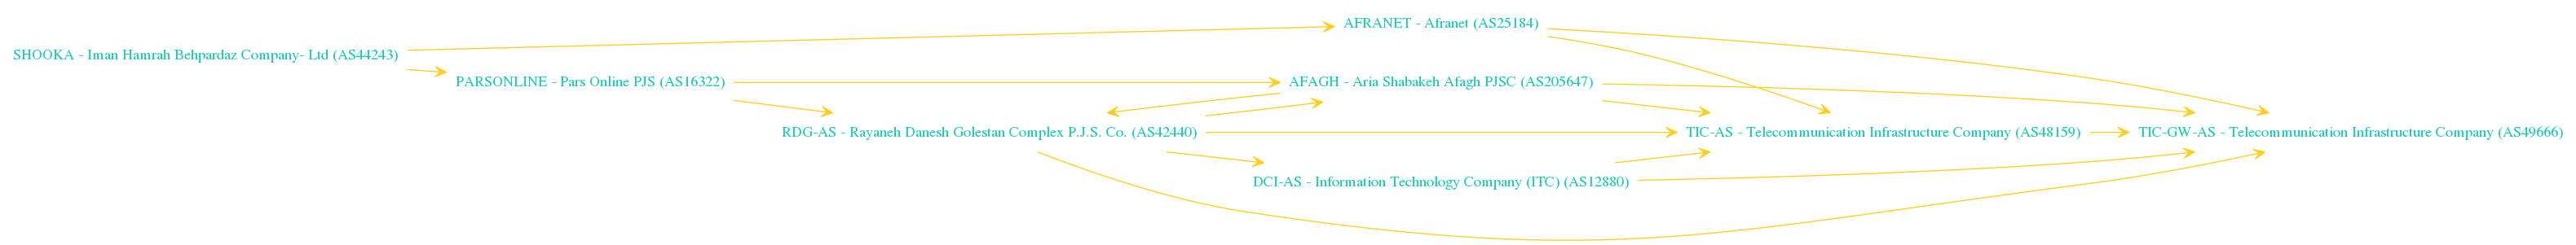 AFRANET - Afranet (AS25184)
SHOOKA - Iman Hamrah Behpardaz Company- Ltd (AS44243)
PARSONLINE - Pars Online PJS (AS16322)
AFAGH - Aria Shabakeh Afagh PJSC (AS205647)
RDG-AS - Rayaneh Danesh Golestan Complex P.J.S. Co. (AS42440)
TIC-AS - Telecommunication Infrastructure Company (AS48159)
TIC-GW-AS - Telecommunication Infrastructure Company (AS49666)
DCI-AS - Information Technology Company (ITC) (AS12880)